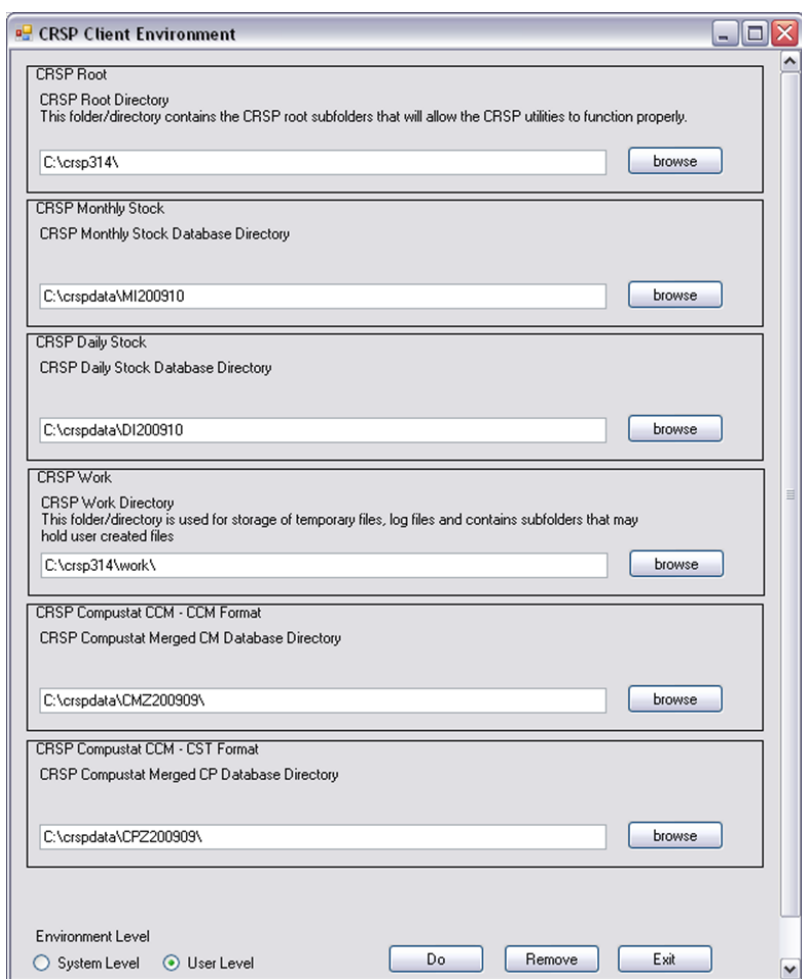 CRSP Client Environment
CRSP Root
CRSP Root Directory
This folder/directory contains the CRSP root subfolders that will allow the CRSP utilities to function properly.
C:\crsp314\
browse
CRSP Monthly Stock
CRSP Monthly Stock Database Directory
C:\crspdata\MI200910
browse
CRSP Daily Stock
CRSP Daily Stock Database Directory
C:\crspdata\DI200910
browse
CRSP Work
CRSP Work Directory
This folder/directory is used for storage of temporary files, log files and contains subfolders that may
hold user created files
C:\crsp314\work\
browse
CRSP Compustat CCM - CCM Format
CRSP Compustat Merged CM Database Directory
C:\crspdata\CMZ200909\
browse
CRSP Compustat CCM - CST Format
CRSP Compustat Merged CP Database Directory
C:\crspdata\CPZ200909\
browse
Environment Level
System Level
User Level
Do
Remove
Exit